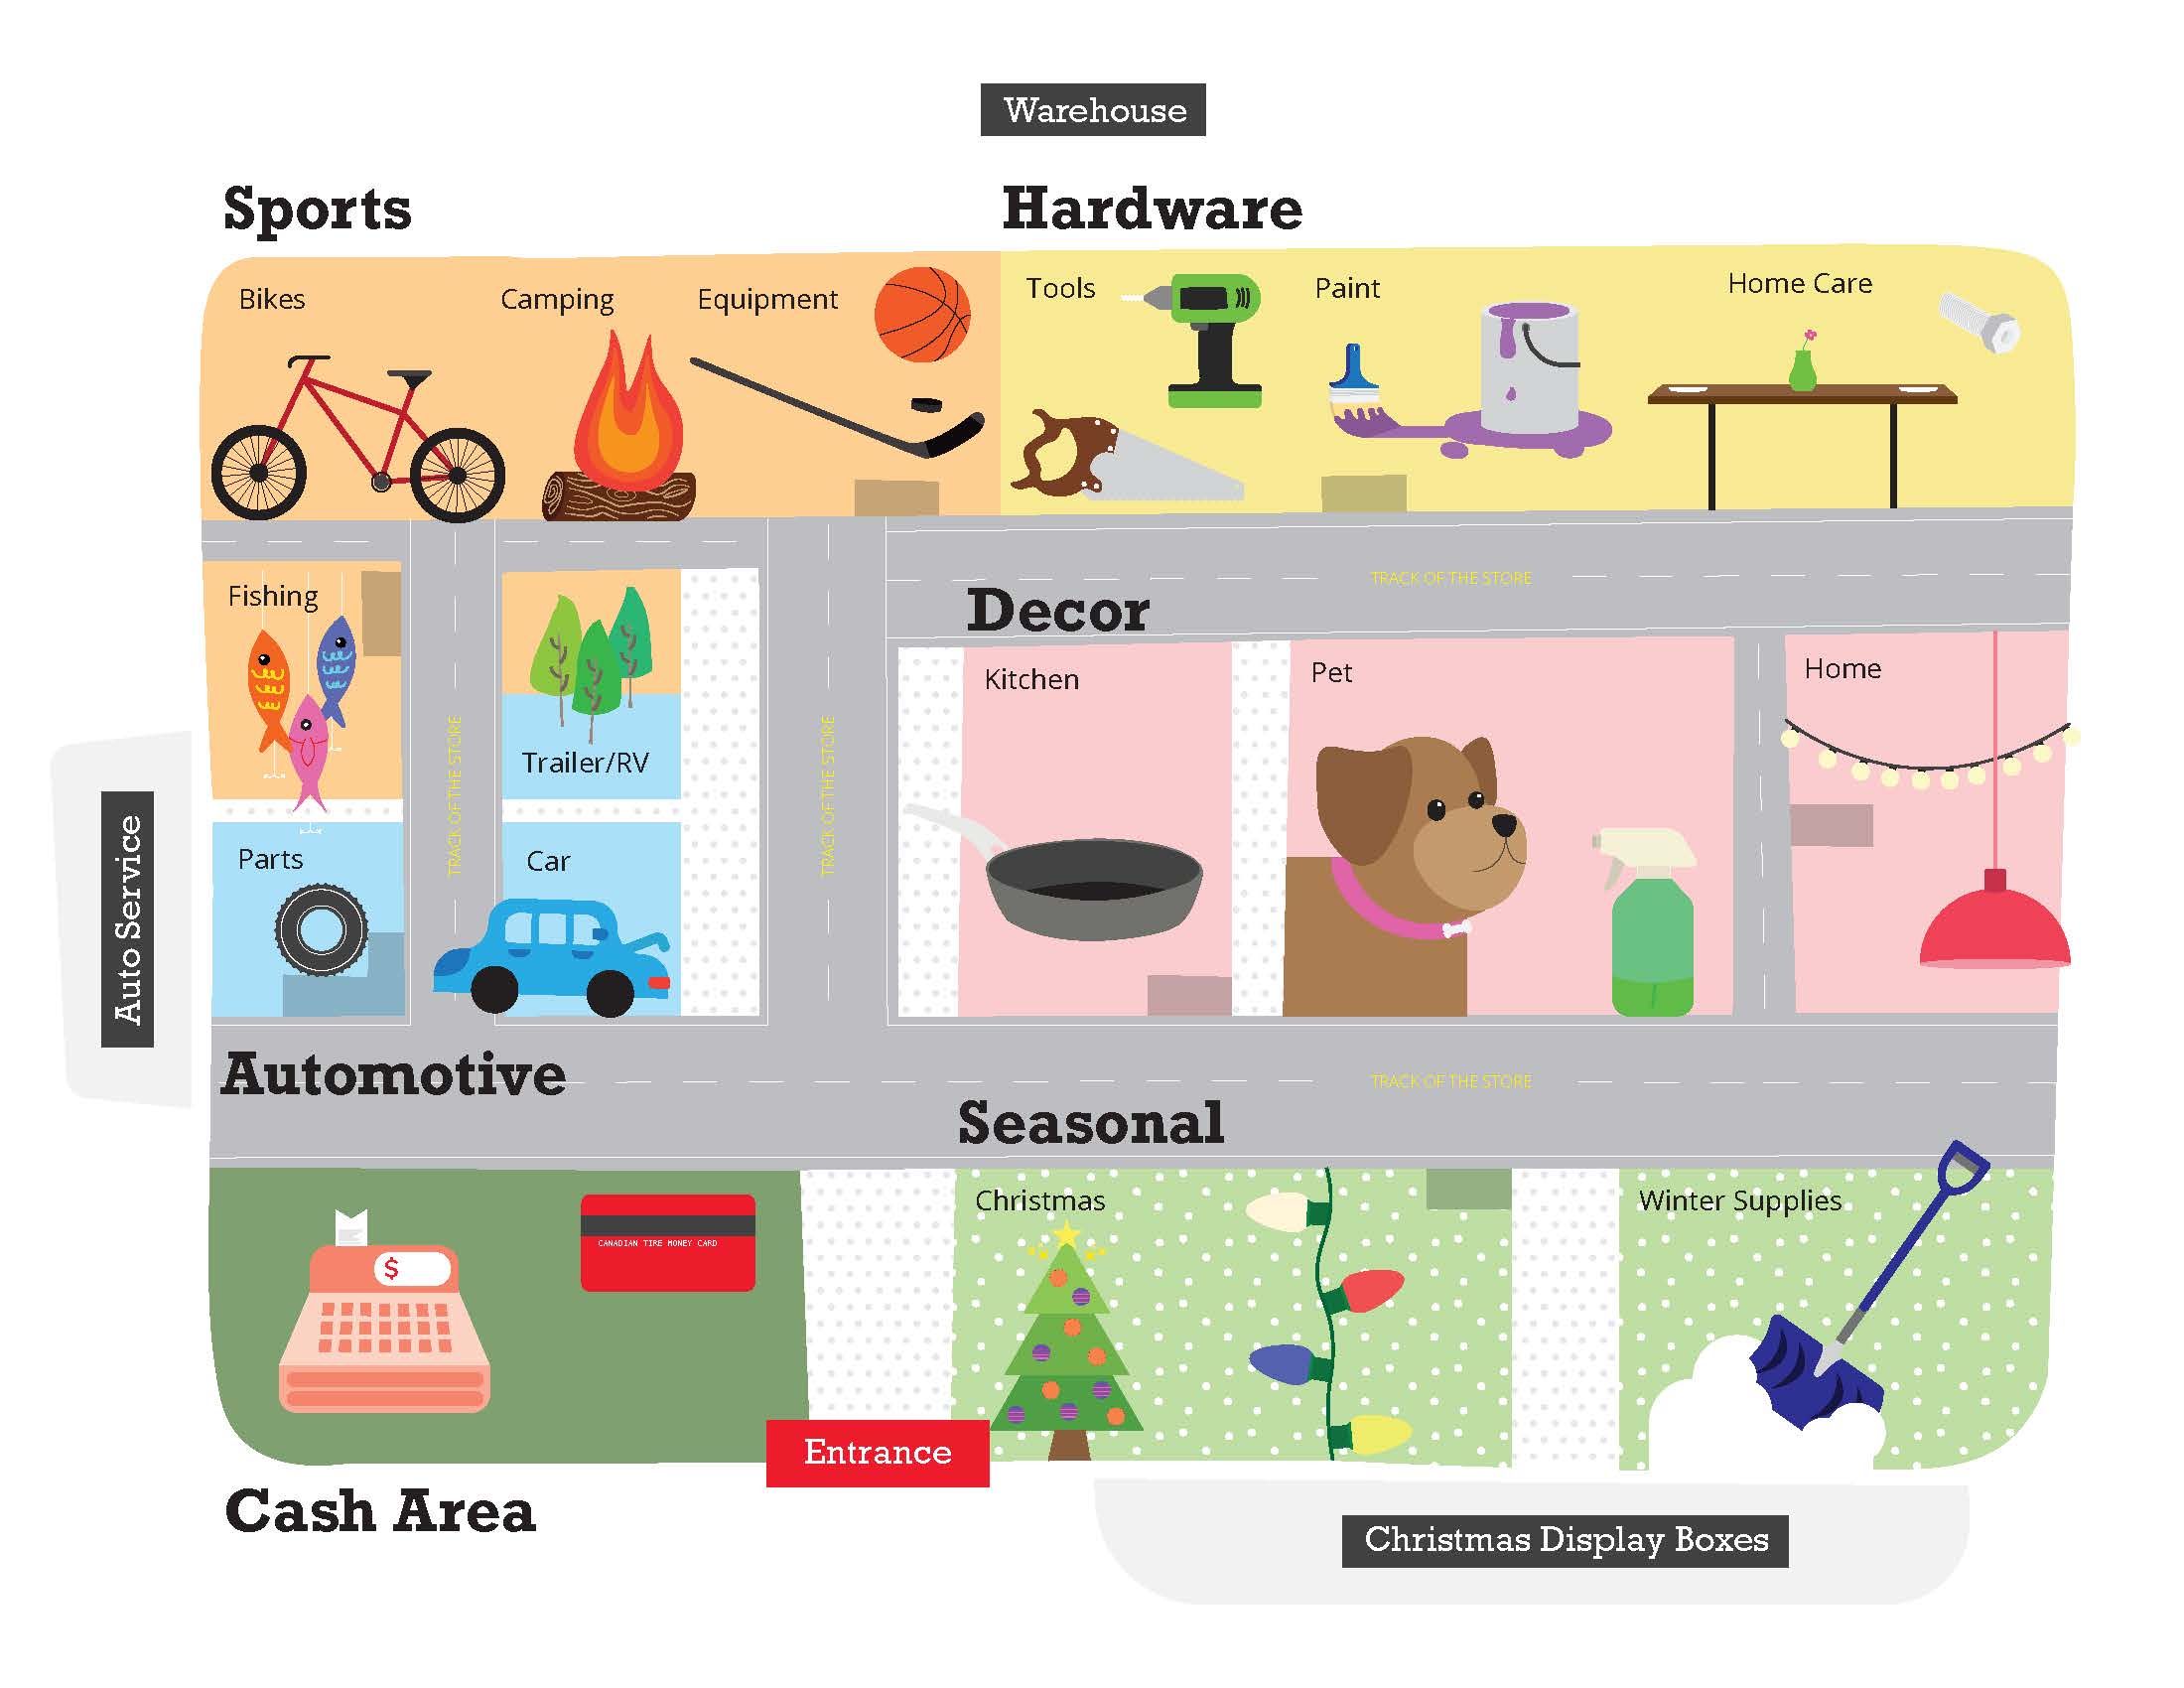 Warehouse
Sports
Hardware
Bikes
Camping
Equipment
Tools
Paint
Home Care
TRACK OF THE STORE
Decor
Fishing
Trailer/RV
TRACK OF THE STORE
TRACK OF THE STORE
Kitchen
Pet
Home
Auto Service
Parts
Car
Automotive
TRACK OF THE STORE
Seasonal
$
CANADIAN TIRE MONEY CARD
Christmas
Winter Supplies
Entrance
Cash Area
Christmas Display Boxes